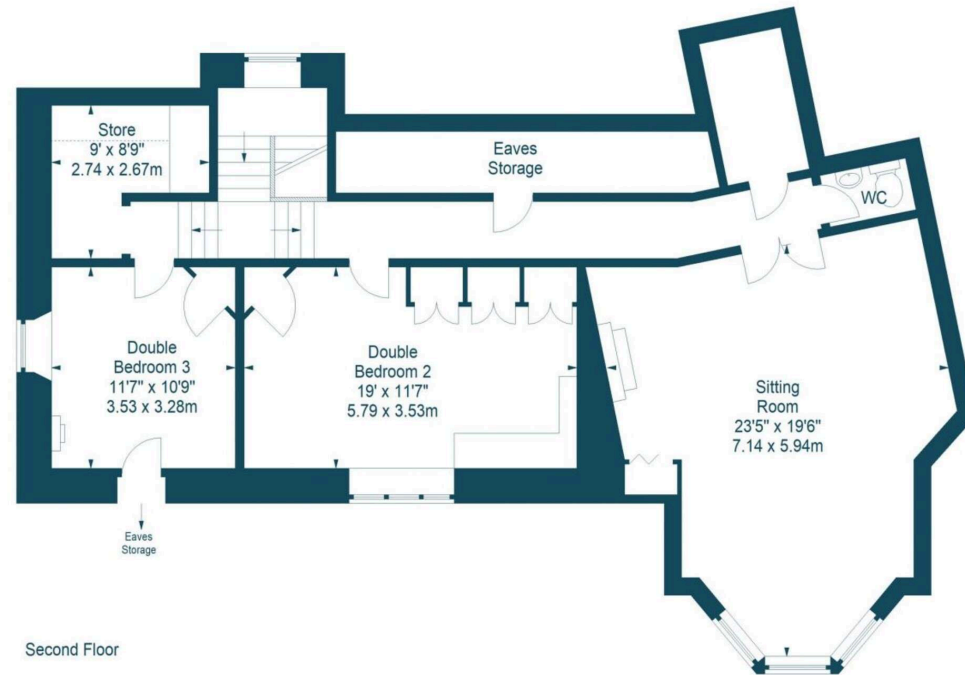 Store
9' x 8'9"
2.74 x 2.67m
Eaves
Storage
WC
Double
Bedroom 3
11'7" x 10'9"
3.53 x 3.28m
Double
Bedroom 2
19' x 11'7"
5.79 x 3.53m
Sitting
Room
23'5" x 19'6"
7.14 x 5.94m
Eaves
Storage
Second Floor